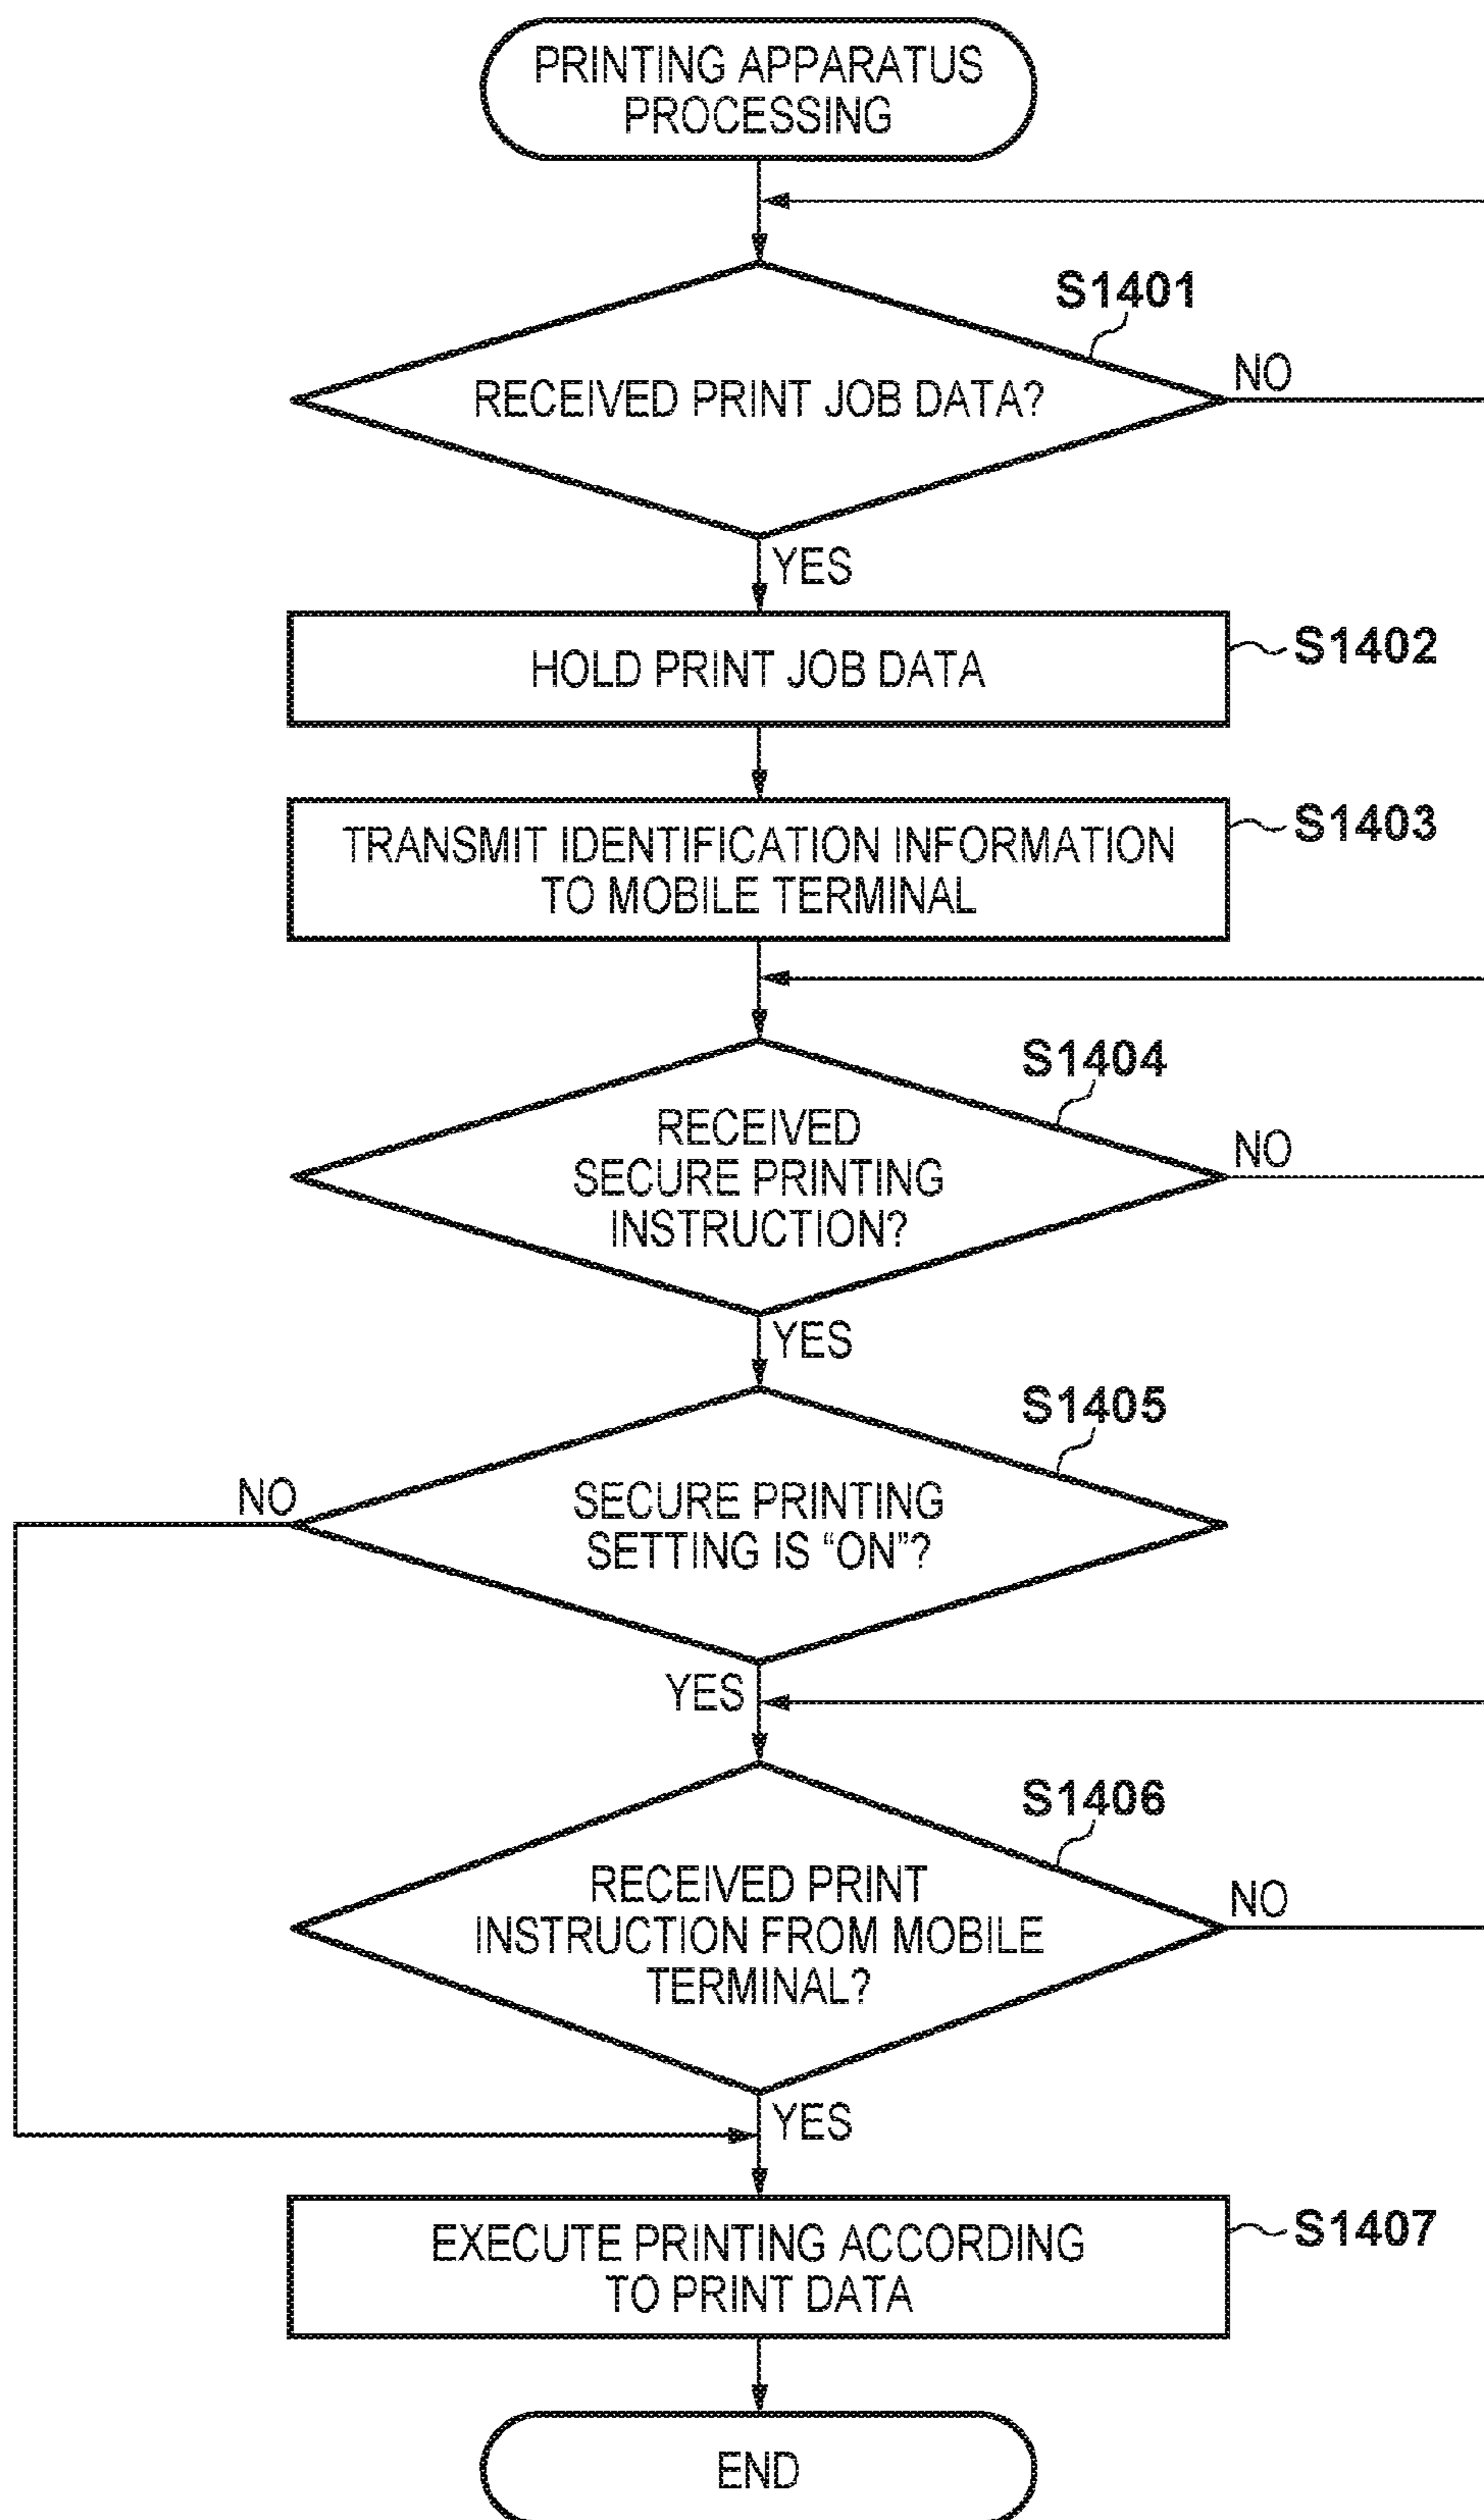 PRINTING APPARATUS
PROCESSING
S1401
RECEIVED PRINT JOB DATA?
NO
YES
HOLD PRINT JOB DATA
S1402
TRANSMIT IDENTIFICATION INFORMATION
TO MOBILE TERMINAL
S1403
S1404
RECEIVED
SECURE PRINTING
INSTRUCTION?
NO
YES
S1405
NO
SECURE PRINTING
SETTING IS “ON”?
YES
S1406
RECEIVED PRINT
INSTRUCTION FROM MOBILE
TERMINAL?
NO
YES
EXECUTE PRINTING ACCORDING
TO PRINT DATA
S1407
END